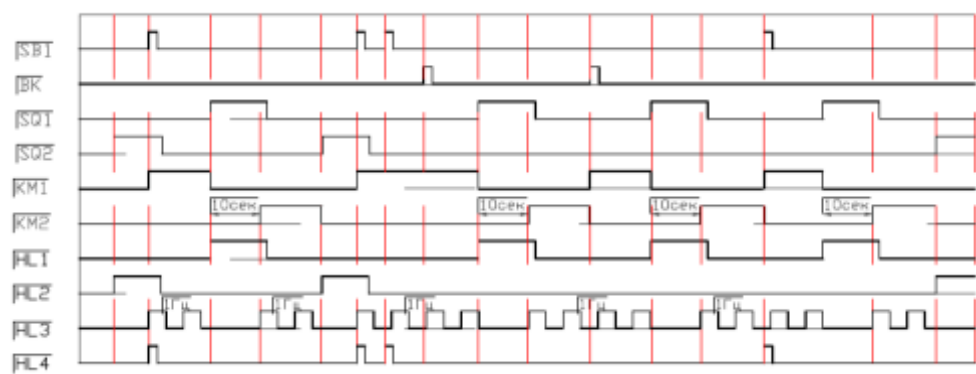 SB1
BK
SQ1
SQ2
KM1
10сек 10сек 10сек 10сек
KM2
HL1
HL2
1Гц 1Гц 1Гц 1Гц 1Гц
HL3
HL4